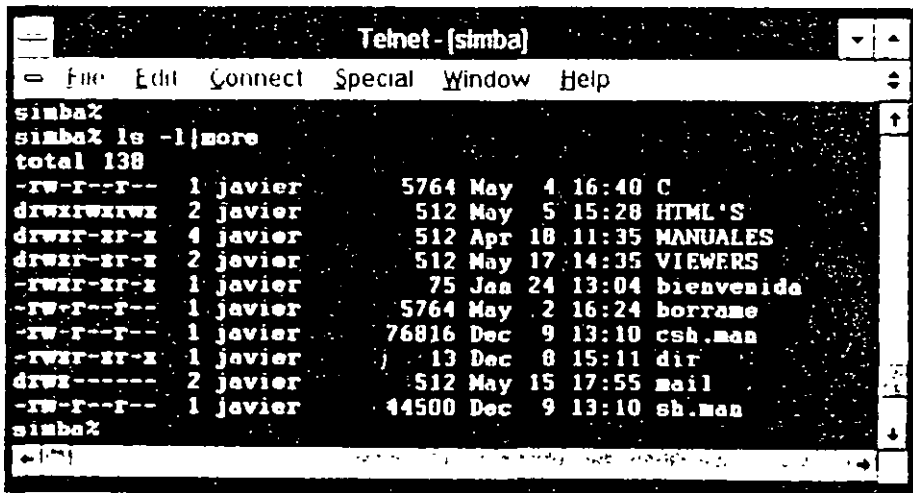 Telnet - [simba]
File Edit Connect Special Window Help
simba%
simba% ls -l|more
total 138
-rw-r--r-- 1 javier 5764 May 4 16:40 C
drwxrwxrwx 2 javier 512 May 5 15:28 HTML'S
drwxr-xr-x 4 javier 512 Apr 18 11:35 MANUALES
drwxr-xr-x 2 javier 512 May 17 14:35 VIEWERS
-rwxr-xr-x 1 javier 75 Jan 24 13:04 bienvenida
-rw-r--r-- 1 javier 5764 May 2 16:24 borrame
-rw-r--r-- 1 javier 76816 Dec 9 13:10 csh.man
-rwxr-xr-x 1 javier 13 Dec 8 15:11 dir
drwx------ 2 javier 512 May 15 17:55 mail
-rw-r--r-- 1 javier 44500 Dec 9 13:10 sh.man
simba%